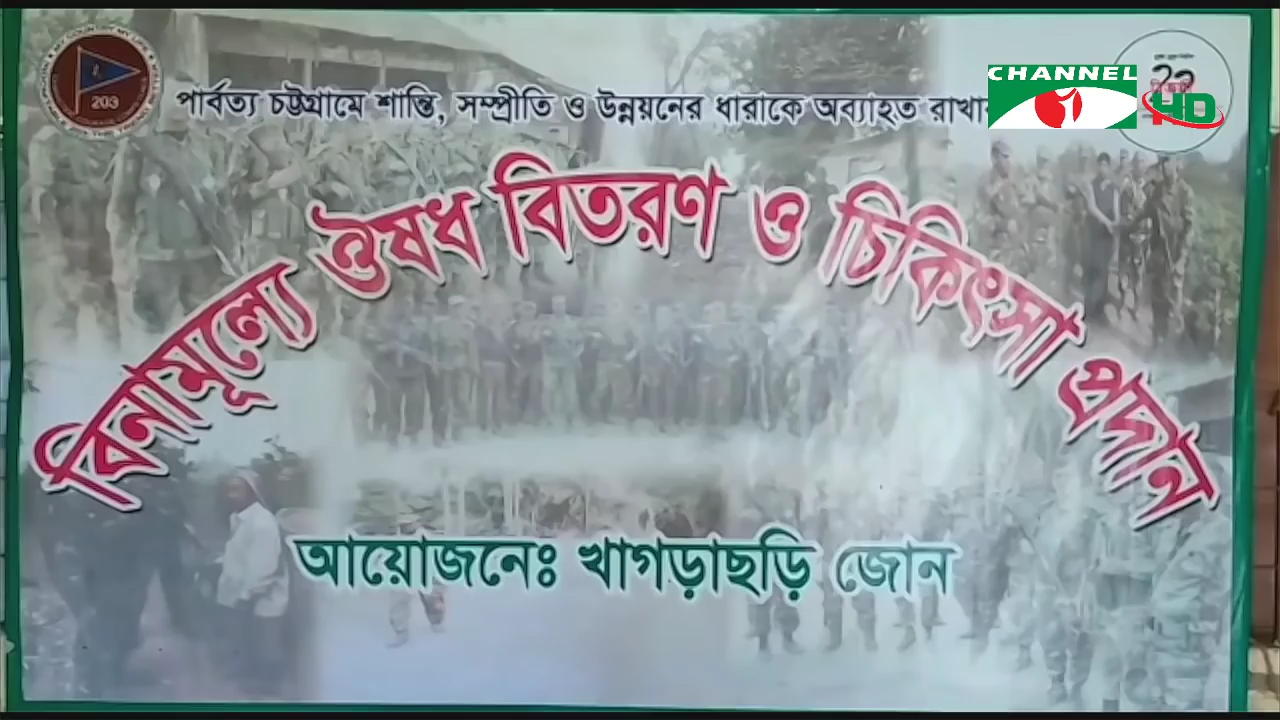 পার্বত্য চট্টগ্রামে শান্তি, সম্প্রীতি ও উন্নয়নের ধারাকে অব্যাহত রাখার
CHANNEL
HD
203
বিনামূল্যে ঔষধ বিতরণ ও চিকিৎসা প্রদান
আয়োজনেঃ খাগড়াছড়ি জোন